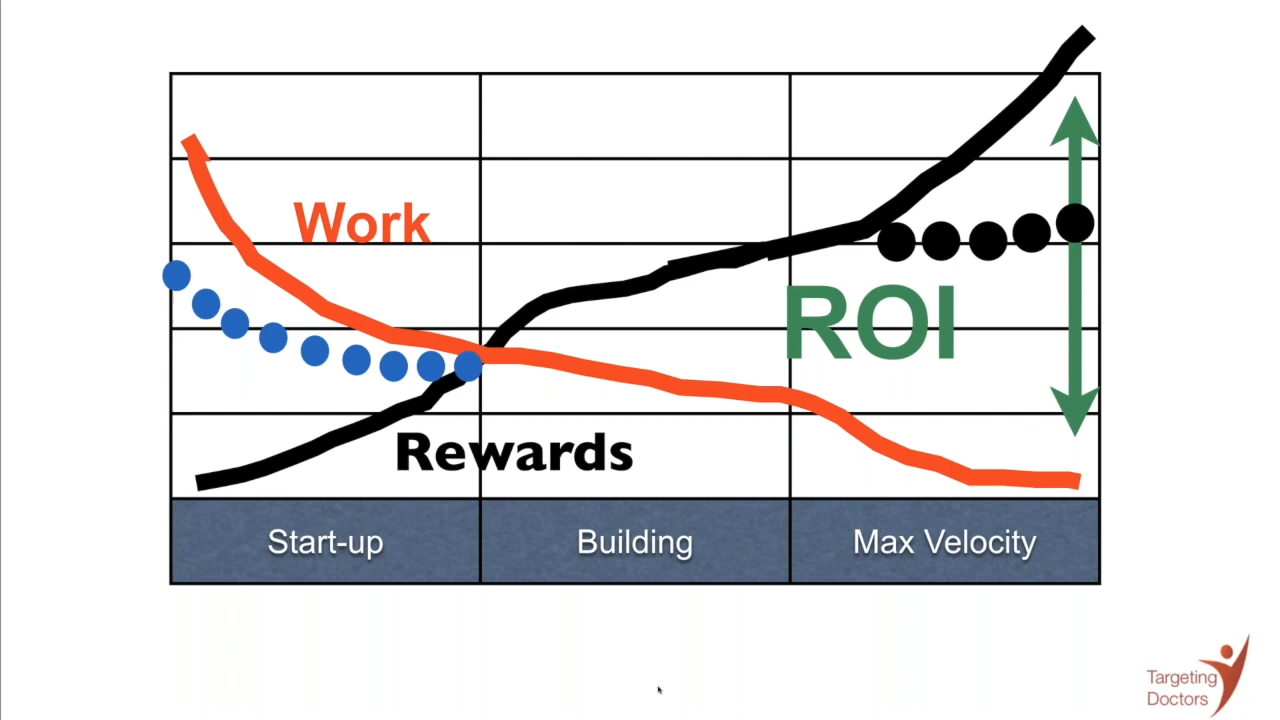 Work
ROI
Rewards
Start-up
Building
Max Velocity
Targeting
Doctors